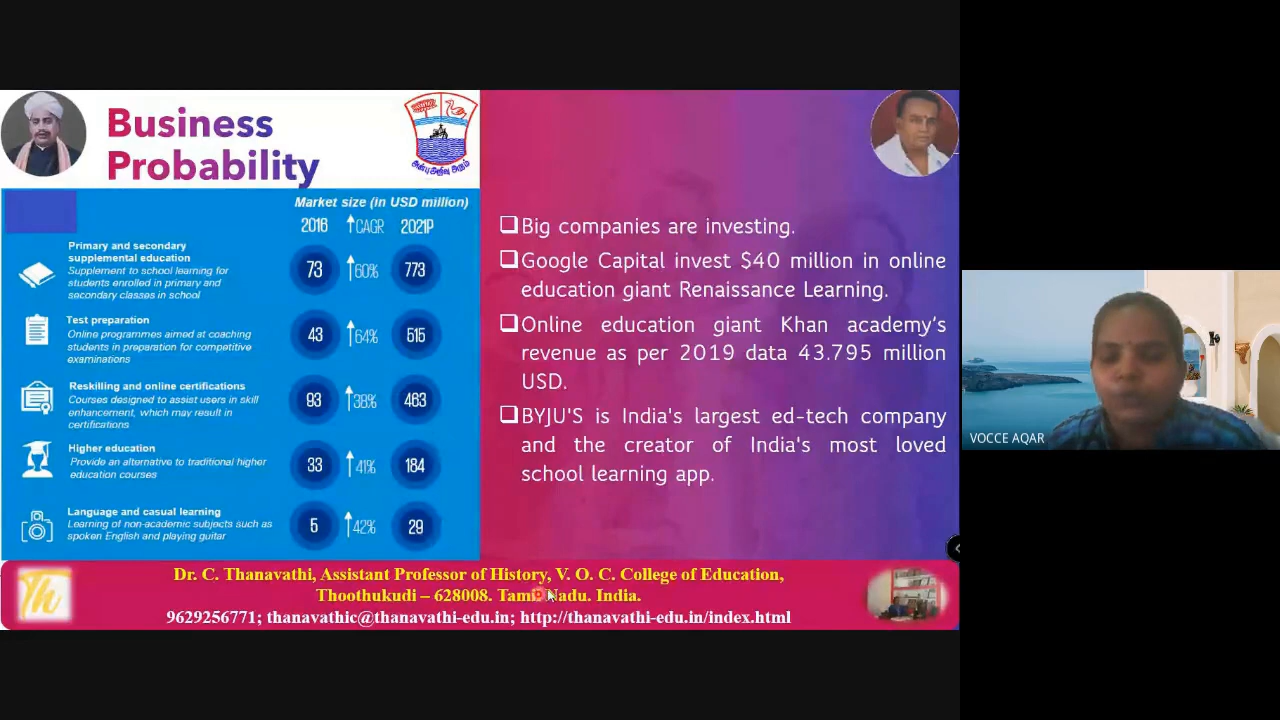 Business
Probability
அன்பு அறிவு அறம்
Market size (in USD million)
2016 CAGR 2021P
Primary and secondary
supplemental education
Supplement to school learning for
students enrolled in primary and
secondary classes in school
73 60% 773
Test preparation
Online programmes aimed at coaching
students in preparation for competitive
examinations
43 64% 515
Reskilling and online certifications
Courses designed to assist users in skill
enhancement, which may result in
certifications
93 38% 463
Higher education
Provide an alternative to traditional higher
education courses
33 41% 184
Language and casual learning
Learning of non-academic subjects such as
spoken English and playing guitar
5 42% 29
Big companies are investing.
Google Capital invest $40 million in online
education giant Renaissance Learning.
Online education giant Khan academy's
revenue as per 2019 data 43.795 million
USD.
BYJU'S is India's largest ed-tech company
and the creator of India's most loved
school learning app.
Th
Dr. C. Thanavathi, Assistant Professor of History, V. O. C. College of Education,
Thoothukudi – 628008. Tamil Nadu. India.
9629256771; thanavathic@thanavathi-edu.in; http://thanavathi-edu.in/index.html
VOCCE AQAR